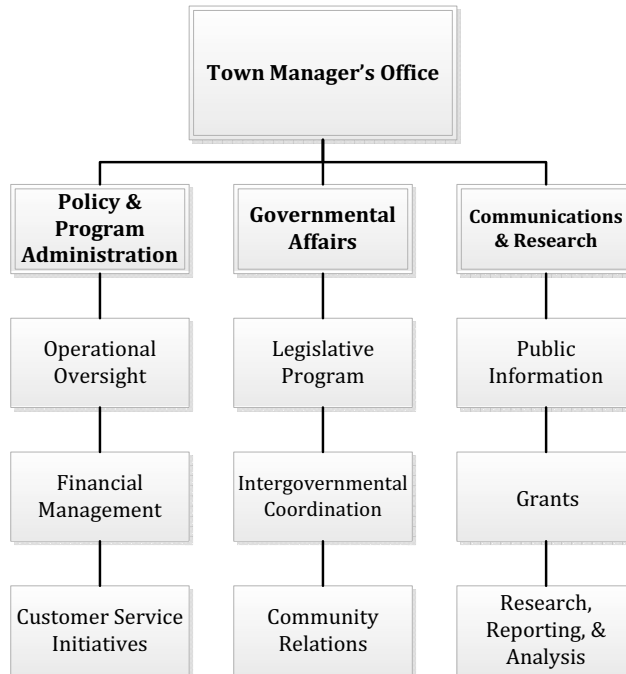 Town Manager’s Office
Policy &
Program
Administration
Governmental
Affairs
Communications
& Research
Operational
Oversight
Legislative
Program
Public
Information
Financial
Management
Intergovernmental
Coordination
Grants
Customer Service
Initiatives
Community
Relations
Research,
Reporting, &
Analysis